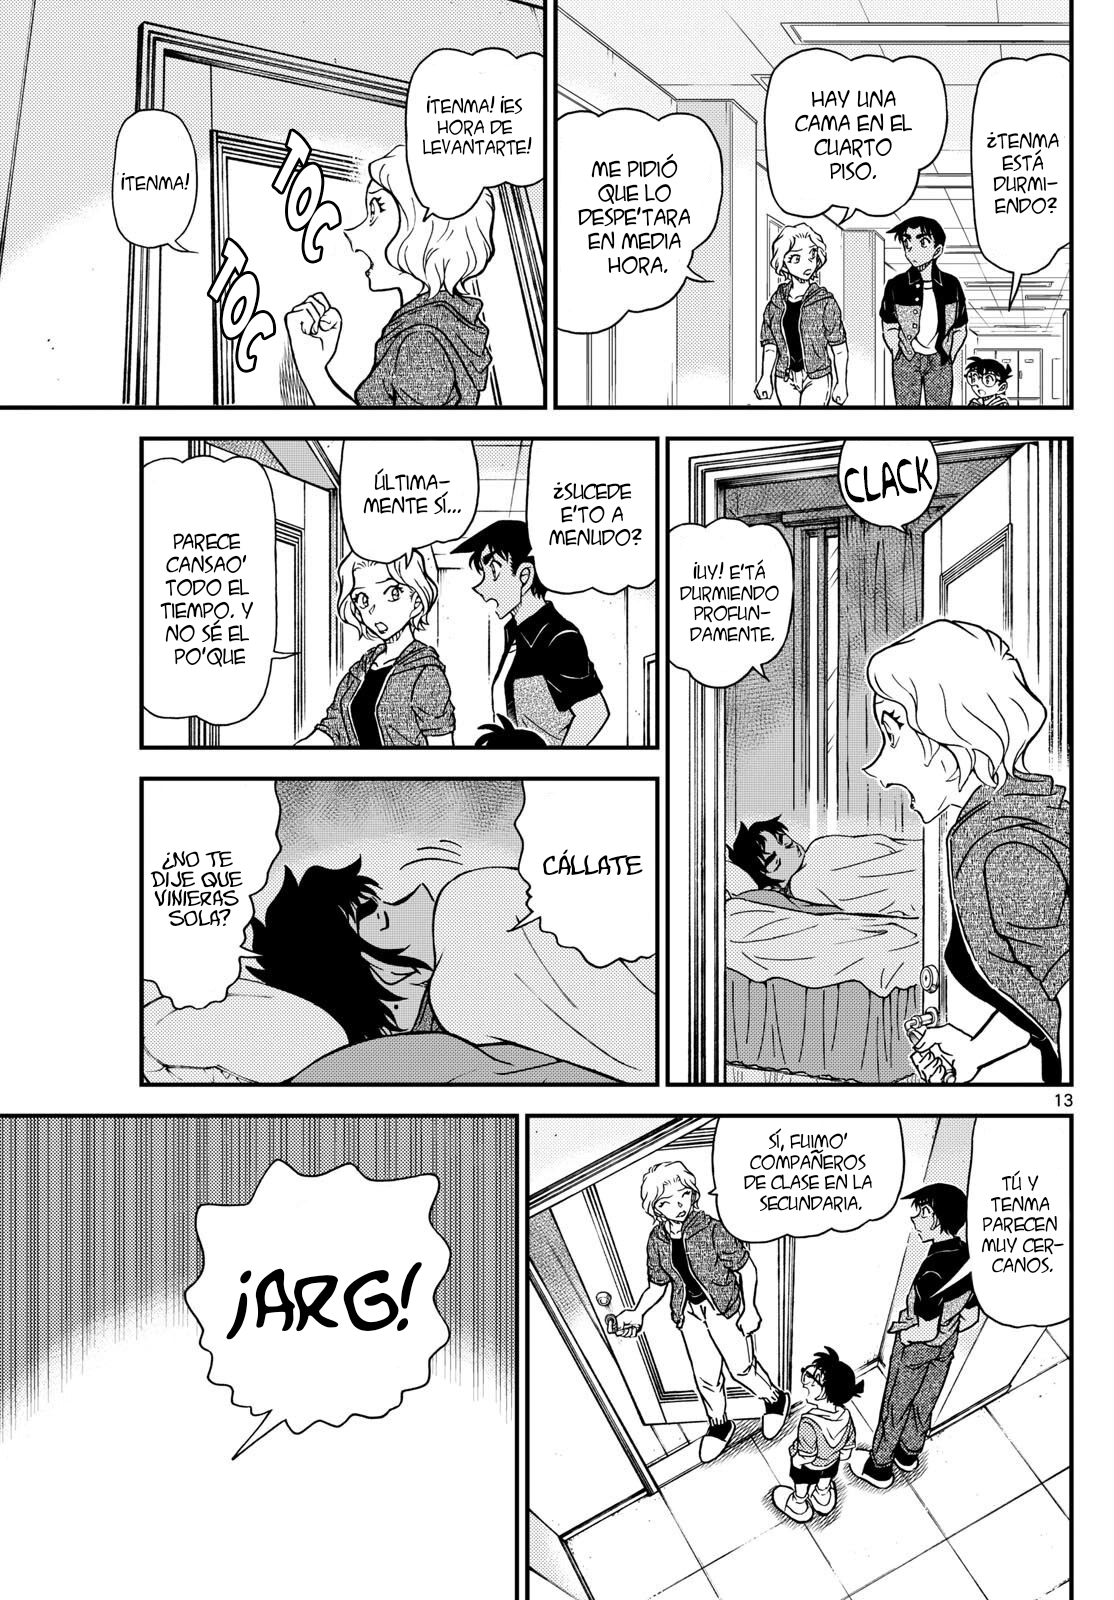 ¿TENMA
ESTÁ
DURMI-
ENDO?
HAY UNA
CAMA EN EL
CUARTO
PISO.
ME PIDIÓ
QUE LO
DESPE'TARA
EN MEDIA
HORA.
¡TENMA! ¡ES
HORA DE
LEVANTARTE!
TOC
TOC
¡TENMA!
CLACK
¡UY! E'TÁ
DURMIENDO
PROFUN-
DAMENTE.
¿SUCEDE
E'TO A
MENUDO?
ÚLTIMA-
MENTE SÍ...
PARECE
CANSAO'
TODO EL
TIEMPO. Y
NO SÉ EL
PO'QUE
CÁLLATE
¿NO TE
DIJE QUE
VINIERAS
SOLA?
13
TÚ Y
TENMA
PARECEN
MUY CER-
CANOS.
SÍ, FUIMO'
COMPAÑEROS
DE CLASE EN LA
SECUNDARIA.
¡ARG!